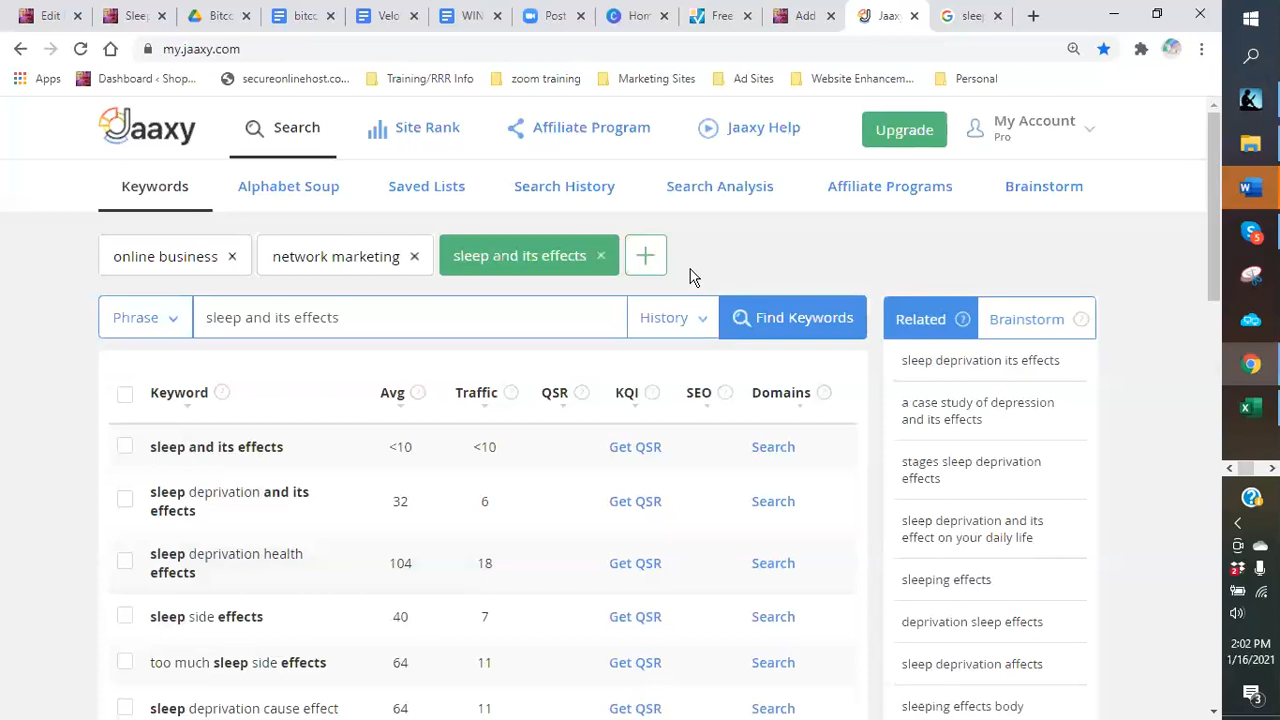 Edit
Sleep
Bitco
bitcc
Velo
WIN
Post
Hom
Free
Add
Jaax
sleep
my.jaaxy.com
Apps
Dashboard ‹ Shop...
secureonlinehost.co...
Training/RRR Info
zoom training
Marketing Sites
Ad Sites
Website Enhancem...
Personal
Jaaxy
Search
Site Rank
Affiliate Program
Jaaxy Help
Upgrade
My Account
Pro
Keywords
Alphabet Soup
Saved Lists
Search History
Search Analysis
Affiliate Programs
Brainstorm
online business ×
network marketing ×
sleep and its effects ×
Phrase
sleep and its effects
History
Find Keywords
Related
Brainstorm
Keyword Avg Traffic QSR KQI SEO Domains
sleep and its effects <10 <10 Get QSR Search
sleep deprivation and its
effects 32 6 Get QSR Search
sleep deprivation health
effects 104 18 Get QSR Search
sleep side effects 40 7 Get QSR Search
too much sleep side effects 64 11 Get QSR Search
sleep deprivation cause effect 64 11 Get QSR Search
sleep deprivation its effects
a case study of depression
and its effects
stages sleep deprivation
effects
sleep deprivation and its
effect on your daily life
sleeping effects
deprivation sleep effects
sleep deprivation affects
sleeping effects body
2:02 PM
1/16/2021
3